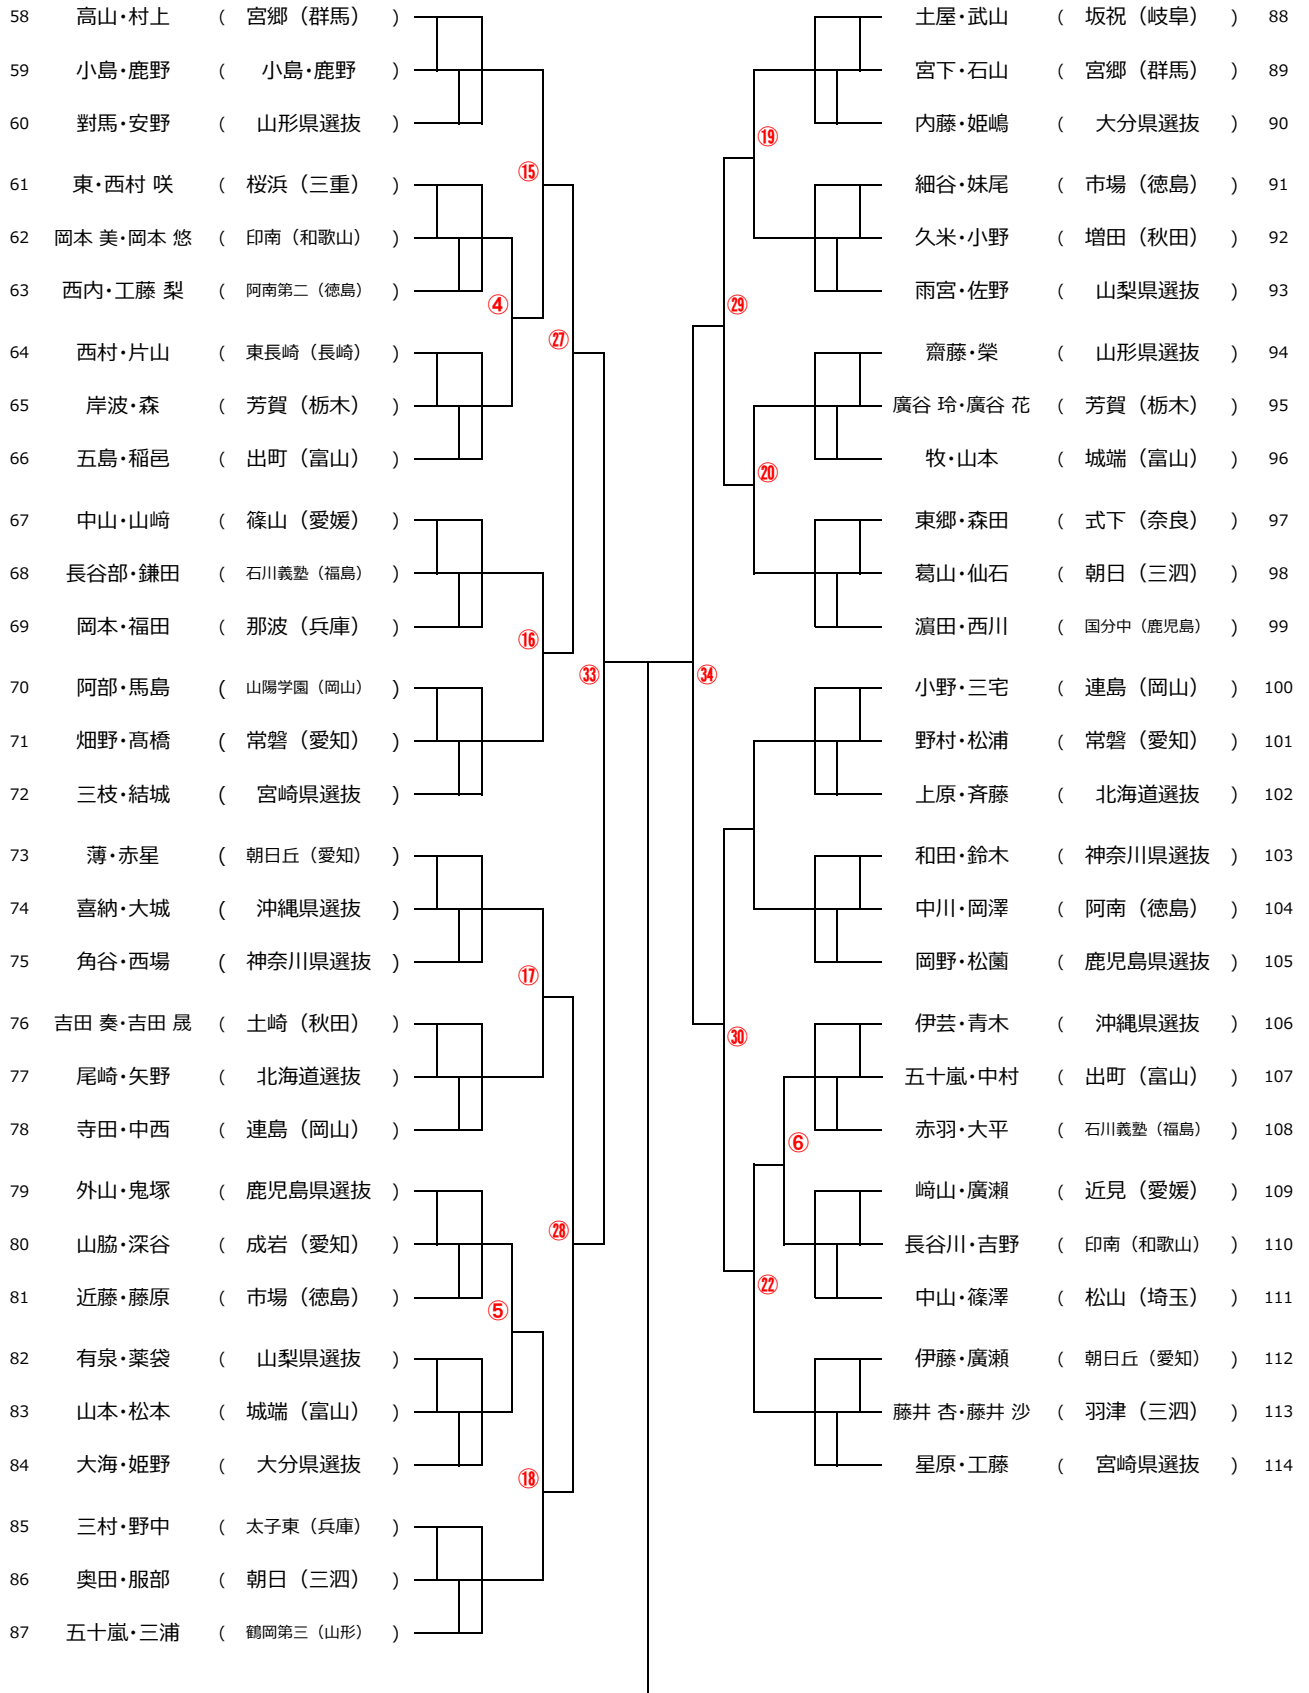 58 高山・村上 ( 宮郷（群馬） )
59 小島・鹿野 ( 小島・鹿野 )
60 對馬・安野 ( 山形県選抜 )
⑮
61 東・西村 咲 ( 桜浜（三重） )
62 岡本 美・岡本 悠 ( 印南（和歌山） )
63 西内・工藤 梨 ( 阿南第二（徳島） )
④
㉗
64 西村・片山 ( 東長崎（長崎） )
65 岸波・森 ( 芳賀（栃木） )
66 五島・稲邑 ( 出町（富山） )
67 中山・山﨑 ( 篠山（愛媛） )
68 長谷部・鎌田 ( 石川義塾（福島） )
69 岡本・福田 ( 那波（兵庫） )
⑯
㉝
70 阿部・馬島 ( 山陽学園（岡山） )
71 畑野・髙橋 ( 常磐（愛知） )
72 三枝・結城 ( 宮崎県選抜 )
73 薄・赤星 ( 朝日丘（愛知） )
74 喜納・大城 ( 沖縄県選抜 )
75 角谷・西場 ( 神奈川県選抜 )
⑰
76 吉田 奏・吉田 晟 ( 土崎（秋田） )
77 尾崎・矢野 ( 北海道選抜 )
78 寺田・中西 ( 連島（岡山） )
79 外山・鬼塚 ( 鹿児島県選抜 )
㉘
80 山脇・深谷 ( 成岩（愛知） )
81 近藤・藤原 ( 市場（徳島） )
⑤
82 有泉・薬袋 ( 山梨県選抜 )
83 山本・松本 ( 城端（富山） )
84 大海・姫野 ( 大分県選抜 )
⑱
85 三村・野中 ( 太子東（兵庫） )
86 奥田・服部 ( 朝日（三泗） )
87 五十嵐・三浦 ( 鶴岡第三（山形） )
土屋・武山 ( 坂祝（岐阜） ) 88
宮下・石山 ( 宮郷（群馬） ) 89
内藤・姫嶋 ( 大分県選抜 ) 90
⑲
細谷・妹尾 ( 市場（徳島） ) 91
久米・小野 ( 増田（秋田） ) 92
雨宮・佐野 ( 山梨県選抜 ) 93
㉙
齋藤・榮 ( 山形県選抜 ) 94
廣谷 玲・廣谷 花 ( 芳賀（栃木） ) 95
牧・山本 ( 城端（富山） ) 96
⑳
東郷・森田 ( 式下（奈良） ) 97
葛山・仙石 ( 朝日（三泗） ) 98
濵田・西川 ( 国分中（鹿児島） ) 99
㉞
小野・三宅 ( 連島（岡山） ) 100
野村・松浦 ( 常磐（愛知） ) 101
上原・斉藤 ( 北海道選抜 ) 102
和田・鈴木 ( 神奈川県選抜 ) 103
中川・岡澤 ( 阿南（徳島） ) 104
岡野・松薗 ( 鹿児島県選抜 ) 105
伊芸・青木 ( 沖縄県選抜 ) 106
㉚
五十嵐・中村 ( 出町（富山） ) 107
赤羽・大平 ( 石川義塾（福島） ) 108
⑥
﨑山・廣瀨 ( 近見（愛媛） ) 109
長谷川・吉野 ( 印南（和歌山） ) 110
中山・篠澤 ( 松山（埼玉） ) 111
㉒
伊藤・廣瀬 ( 朝日丘（愛知） ) 112
藤井 杏・藤井 沙 ( 羽津（三泗） ) 113
星原・工藤 ( 宮崎県選抜 ) 114